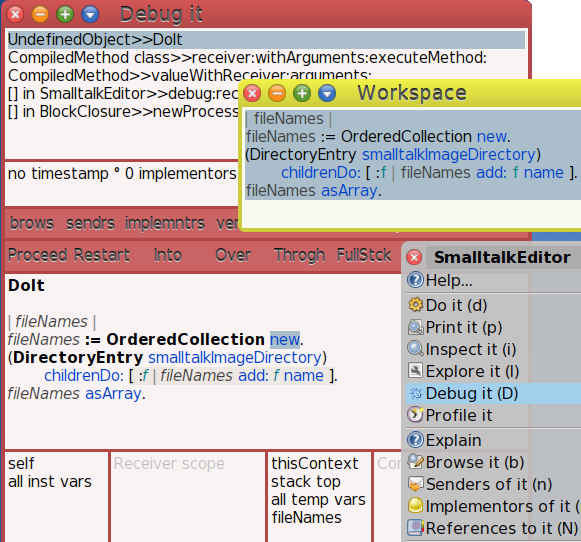 Debug it
UndefinedObject>>DoIt
CompiledMethod class>>receiver:withArguments:executeMethod:
CompiledMethod>>valueWithReceiver:arguments:
[] in SmalltalkEditor>>debug:rec
[] in BlockClosure>>newProcess
no timestamp ° 0 implementors
brows sendrs implemntrs ver
Proceed Restart Into Over Throgh FullStck
DoIt
| fileNames |
fileNames := OrderedCollection new.
(DirectoryEntry smalltalkImageDirectory)
childrenDo: [ :f | fileNames add: f name ].
fileNames asArray.
self
all inst vars
Receiver scope
thisContext
stack top
all temp vars
fileNames
Workspace
| fileNames |
fileNames := OrderedCollection new.
(DirectoryEntry smalltalkImageDirectory)
childrenDo: [ :f | fileNames add: f name ].
fileNames asArray.
SmalltalkEditor
Help...
Do it (d)
Print it (p)
Inspect it (i)
Explore it (I)
Debug it (D)
Profile it
Explain
Browse it (b)
Senders of it (n)
Implementors of it (
References to it (N)